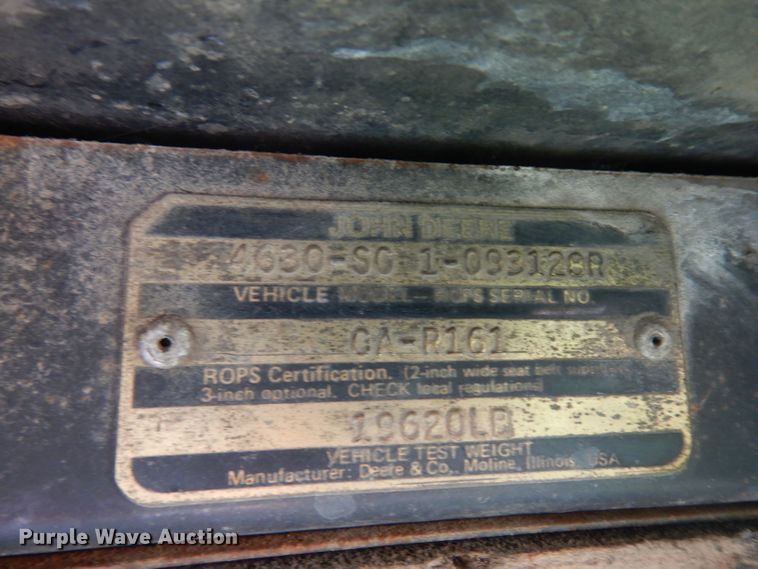 JOHN DEERE
4630-SG 1-093128R
VEHICLE MODEL – ROPS SERIAL NO.
CA-R161
ROPS Certification. (2-inch wide seat belt supplied
3-inch optional. CHECK local regulations)
19620LB
VEHICLE TEST WEIGHT
Manufacturer: Deere & Co., Moline, Illinois, USA
Purple Wave Auction